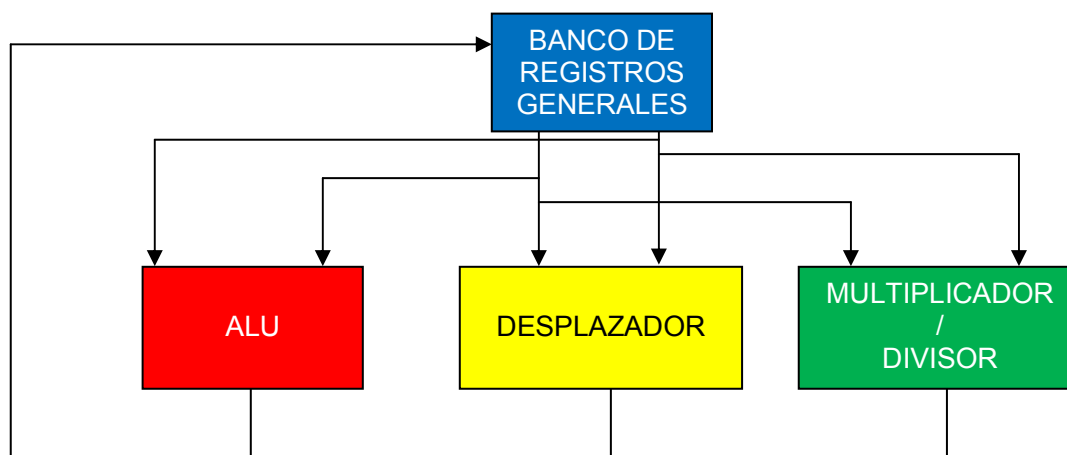 BANCO DE
REGISTROS
GENERALES
ALU
DESPLAZADOR
MULTIPLICADOR
/
DIVISOR